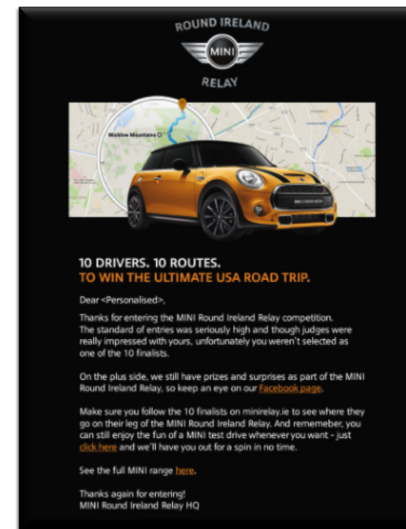 ROUND IRELAND
MINI
RELAY
Wicklow Mountains
10 DRIVERS. 10 ROUTES.
TO WIN THE ULTIMATE USA ROAD TRIP.
Dear <Personalised>,
Thanks for entering the MINI Round Ireland Relay competition.
The standard of entries was seriously high and though judges were
really impressed with yours, unfortunately you weren't selected as
one of the 10 finalists.
On the plus side, we still have prizes and surprises as part of the MINI
Round Ireland Relay, so keep an eye on our Facebook page.
Make sure you follow the 10 finalists on minirelay.ie to see where they
go on their leg of the MINI Round Ireland Relay. And rememeber, you
can still enjoy the fun of a MINI test drive whenever you want - just
click here and we'll have you out for a spin in no time.
See the full MINI range here.
Thanks again for entering!
MINI Round Ireland Relay HQ